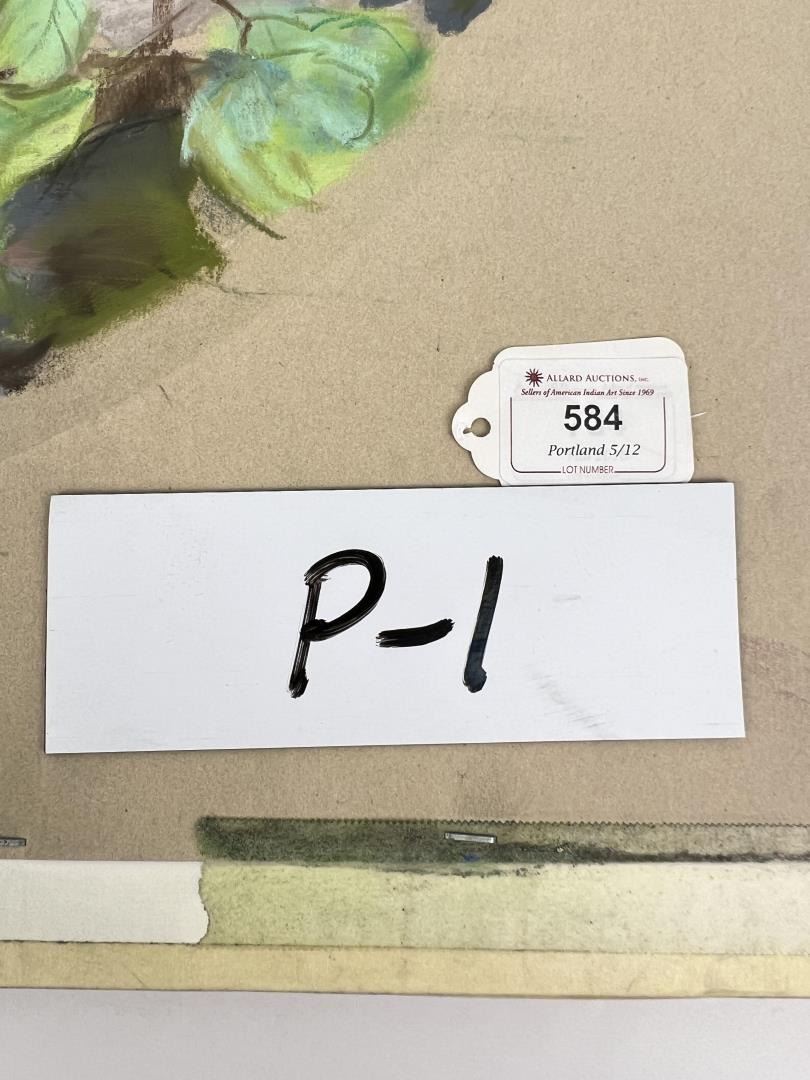 ALLARD AUCTIONS, INC.
Sellers of American Indian Art Since 1969
584
Portland 5/12
LOT NUMBER
P-1